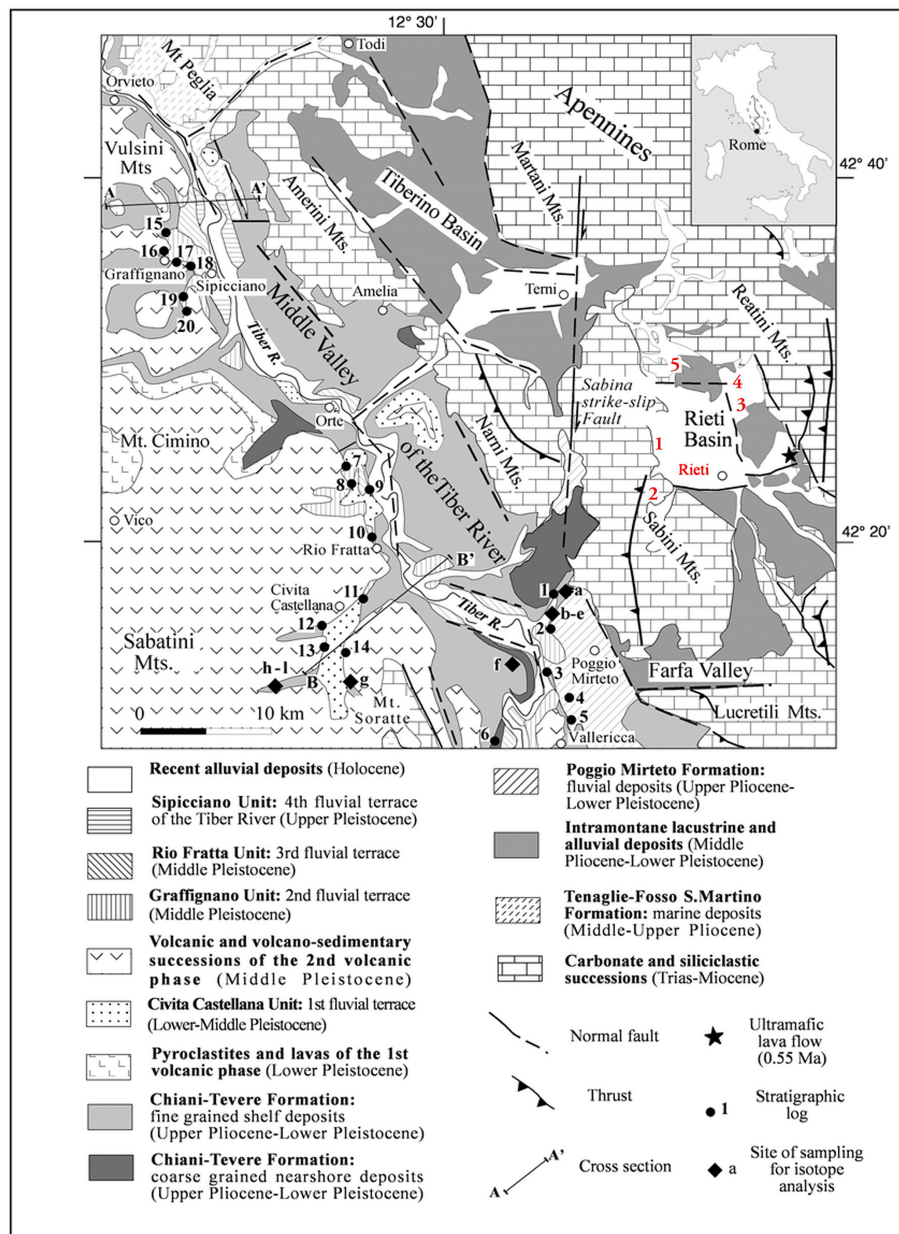 12° 30'
Todi
Mt Peglia
Orvieto
Apennines
Rome
Vulsini
Mts
42° 40
Martani Mts.
Tiberino Basin
A
A'
Amerini Mts.
15
16
17
18
Graffignano
Sipicciano
Terni
Amelia
19
20
Reatini Mts.
Middle Valley
of the Tiber River
Tiber R.
5
4
3
Sabina
strike-slip
Fault
Orte
Rieti
Basin
Mt. Cimino
Narni Mts.
1
Rieti
7
8
9
2
Vico
Sabini Mts.
10
42° 20
Rio Fratta
B'
Civita
Castellana
11
1
a
b-e
12
Tiber R.
2
Sabatini
Mts.
13
14
f
Poggio
Mirteto
Farfa Valley
h-l
B
g
3
0
10 km
Mt.
Soratte
4
Lucretili Mts.
5
6
Vallericca
Recent alluvial deposits (Holocene)
Sipicciano Unit: 4th fluvial terrace
of the Tiber River (Upper Pleistocene)
Rio Fratta Unit: 3rd fluvial terrace
(Middle Pleistocene)
Graffignano Unit: 2nd fluvial terrace
(Middle Pleistocene)
Volcanic and volcano-sedimentary
successions of the 2nd volcanic
phase (Middle Pleistocene)
Civita Castellana Unit: 1st fluvial terrace
(Lower-Middle Pleistocene)
Pyroclastites and lavas of the 1st
volcanic phase (Lower Pleistocene)
Chiani-Tevere Formation:
fine grained shelf deposits
(Upper Pliocene-Lower Pleistocene)
Chiani-Tevere Formation:
coarse grained nearshore deposits
(Upper Pliocene-Lower Pleistocene)
Poggio Mirteto Formation:
fluvial deposits (Upper Pliocene-
Lower Pleistocene)
Intramontane lacustrine and
alluvial deposits (Middle
Pliocene-Lower Pleistocene)
Tenaglie-Fosso S.Martino
Formation: marine deposits
(Middle-Upper Pliocene)
Carbonate and siliciclastic
successions (Trias-Miocene)
Normal fault
Ultramafic
lava flow
(0.55 Ma)
Thrust
1
Stratigraphic
log
A
A'
Cross section
a
Site of sampling
for isotope
analysis